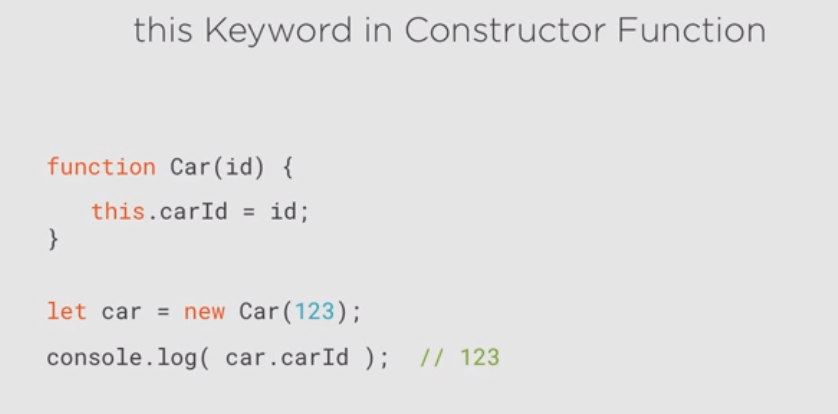 this Keyword in Constructor Function
function Car(id) {
this.carId = id;
}
let car = new Car(123);
console.log( car.carId );  // 123